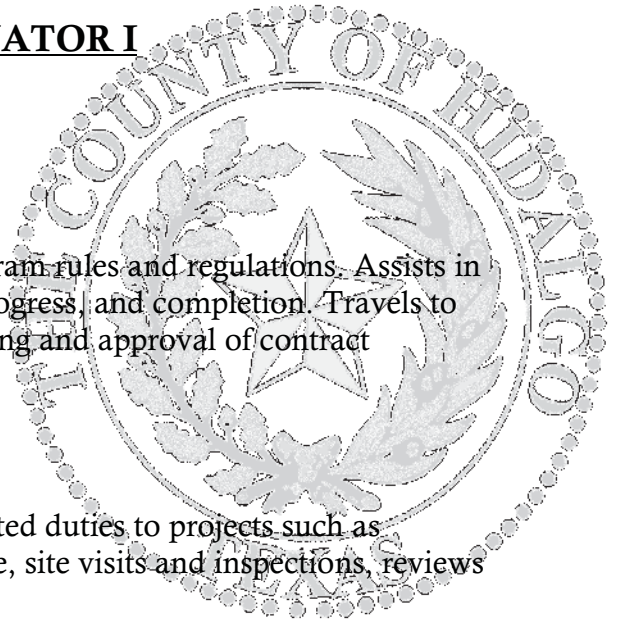 ATOR I
THE COUNTY OF HIDALGO
ram rules and regulations. Assists in
ogress, and completion. Travels to
ng and approval of contract
ted duties to projects such as
e, site visits and inspections, reviews
TEXAS